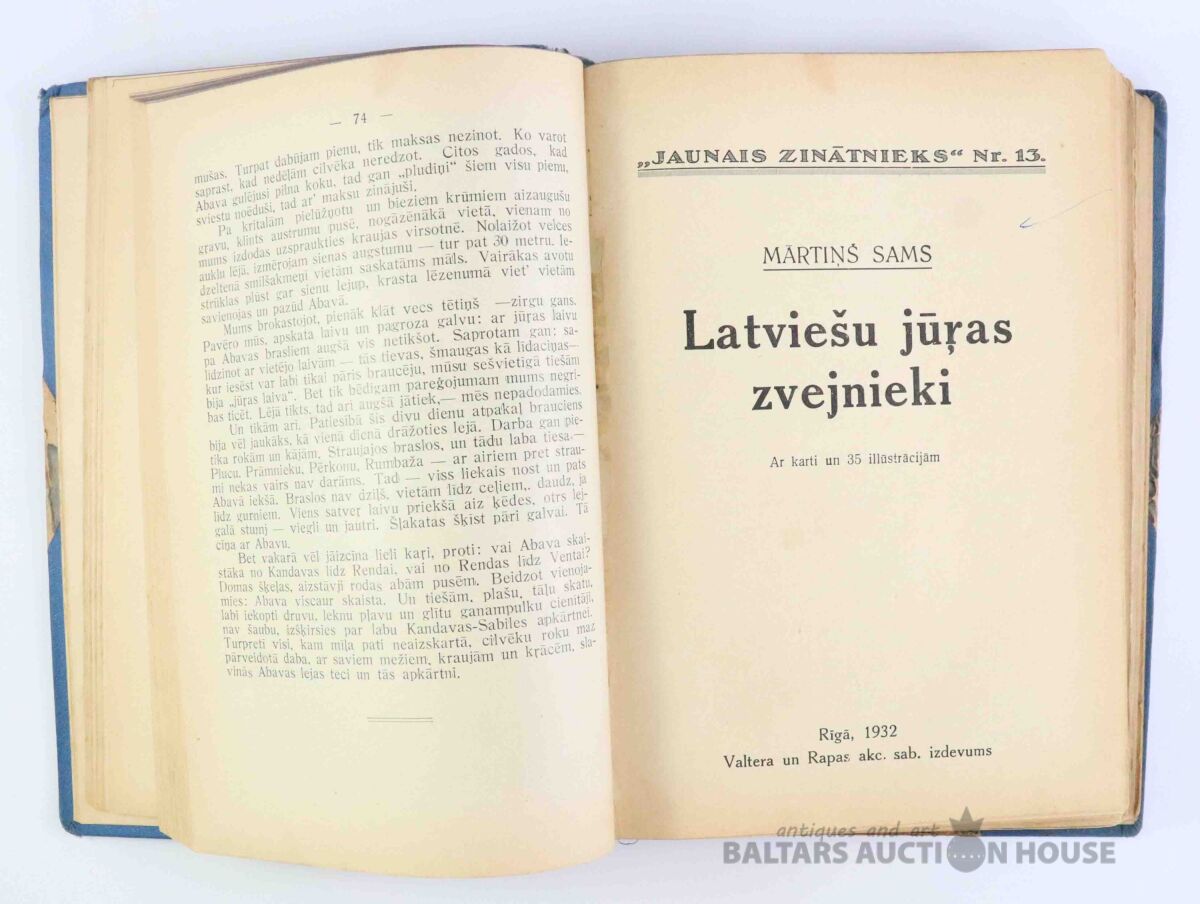 — 74 —
mušas. Turpat dabūjam pienu, tik maksas nezinot. Ko varot
saprast, kad nedēļām cilvēka neredzot. Citos gados, kad
Abava gulējusi pilna koku, tad gan „pludiņi“ šiem visu pienu,
sviestu noēduši, tad ar' maksu zinājuši.
Pa kritalām pielūžņotu un bieziem krūmiem aizaugušu
gravu, klints austrumu pusē, nogāzēnākā vietā, vienam no
mums izdodas uzspraukties kraujas virsotnē. Nolaižot velces
auklu lejā, izmērojam sienas augstumu — tur pat 30 metru. Ie-
dzeltenā smilšakmeņi vietām saskatāms māls. Vairākas avotu
strūklas plūst gar sienu lejup, krasta lēzenumā viet' vietām
savienojas un pazūd Abavā.
Mums brokastojot, pienāk klāt vecs tētiņš —zirgu gans.
Pavēro mūs, apskata laivu un pagroza galvu: ar jūŗas laivu
pa Abavas brasliem augšā vis netikšot. Saprotam gan: sa-
līdzinot ar vietējo laivām — tās tievas, šmaugas kā līdaciņas—
kur iesēst var labi tikai pāris braucēju, mūsu sešvietīgā tiešām
bija „jūŗas laiva“. Bet tik bēdīgam pareģojumam mums negri-
bas ticēt. Lejā tikts, tad arī augšā jātiek,— mēs nepadodamies.
Un tikām arī. Patiesībā šis divu dienu atpakaļ brauciens
bija vēl jaukāks, kā vienā dienā drāžoties lejā. Darba gan pie-
tika rokām un kājām. Straujajos braslos, un tādu laba tiesa,—
Plucu, Prāmnieku, Pērkonu, Rumbaža — ar airiem pret strau-
mi nekas vairs nav darāms. Tad — viss liekais nost un pats
Abavā iekšā. Braslos nav dziļš, vietām līdz ceļiem,, daudz, ja
līdz gurniem. Viens satver laivu priekšā aiz ķēdes, otrs lej-
galā stumj — viegli un jautri. Šļakatas šķist pāri galvai. Tā
ciņa ar Abavu.
Bet vakarā vēl jāizcīna lieli kaŗi, proti: vai Abava skai-
stāka no Kandavas līdz Rendai, vai no Rendas līdz Ventai?
Domas šķeļas, aizstāvji rodas abām pusēm. Beidzot vienoja-
mies: Abava viscaur skaista. Un tiešām, plašu, tāļu skatu,
labi iekopti druvu, leknu pļavu un glītu ganampulku cienītāji,
nav šaubu, izšķirsies par labu Kandavas-Sabiles apkārtnei.
Turpreti visi, kam mīļa pati neaizskartā, cilvēku roku maz
pārveidotā daba, ar saviem mežiem, kraujām un krācēm, sla-
vinās Abavas lejas teci un tās apkārtni.
„JAUNAIS ZINĀTNIEKS“ Nr. 13.
MĀRTIŅŠ SAMS
Latviešu jūŗas
zvejnieki
Ar karti un 35 illūstrācijām
Rīgā, 1932
Valtera un Rapas akc. sab. izdevums
antiques and art
BALTARS AUCTION HOUSE